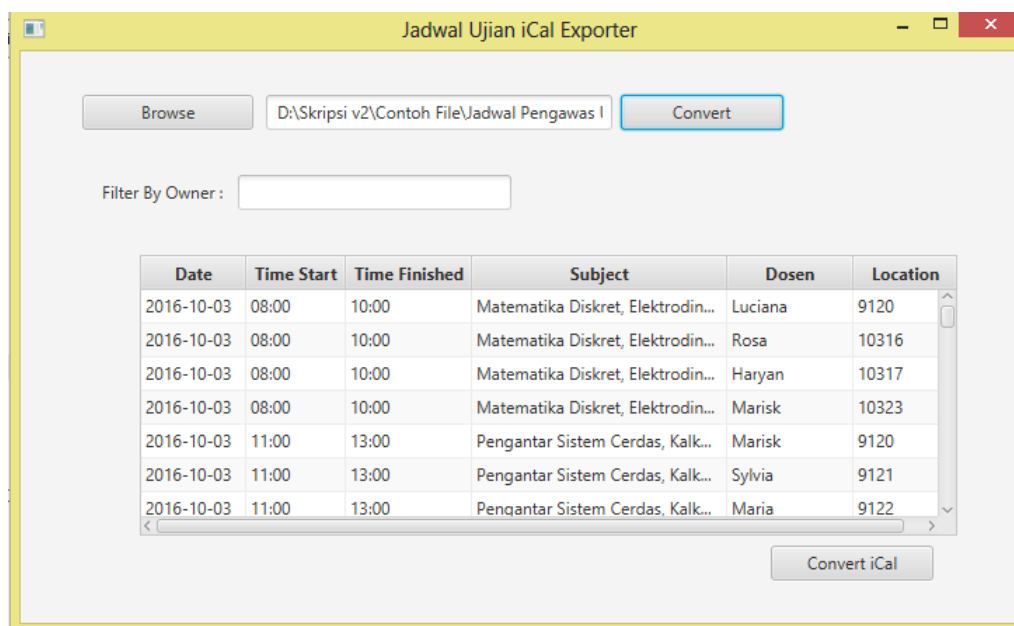 Jadwal Ujian iCal Exporter
Browse D:\Skripsi v2\Contoh File\Jadwal Pengawas Convert
Filter By Owner :
Date Time Start Time Finished Subject Dosen Location
2016-10-03 08:00 10:00 Matematika Diskret, Elektrodin... Luciana 9120
2016-10-03 08:00 10:00 Matematika Diskret, Elektrodin... Rosa 10316
2016-10-03 08:00 10:00 Matematika Diskret, Elektrodin... Haryan 10317
2016-10-03 08:00 10:00 Matematika Diskret, Elektrodin... Marisk 10323
2016-10-03 11:00 13:00 Pengantar Sistem Cerdas, Kalk... Marisk 9120
2016-10-03 11:00 13:00 Pengantar Sistem Cerdas, Kalk... Sylvia 9121
2016-10-03 11:00 13:00 Pengantar Sistem Cerdas, Kalk... Maria 9122
Convert iCal